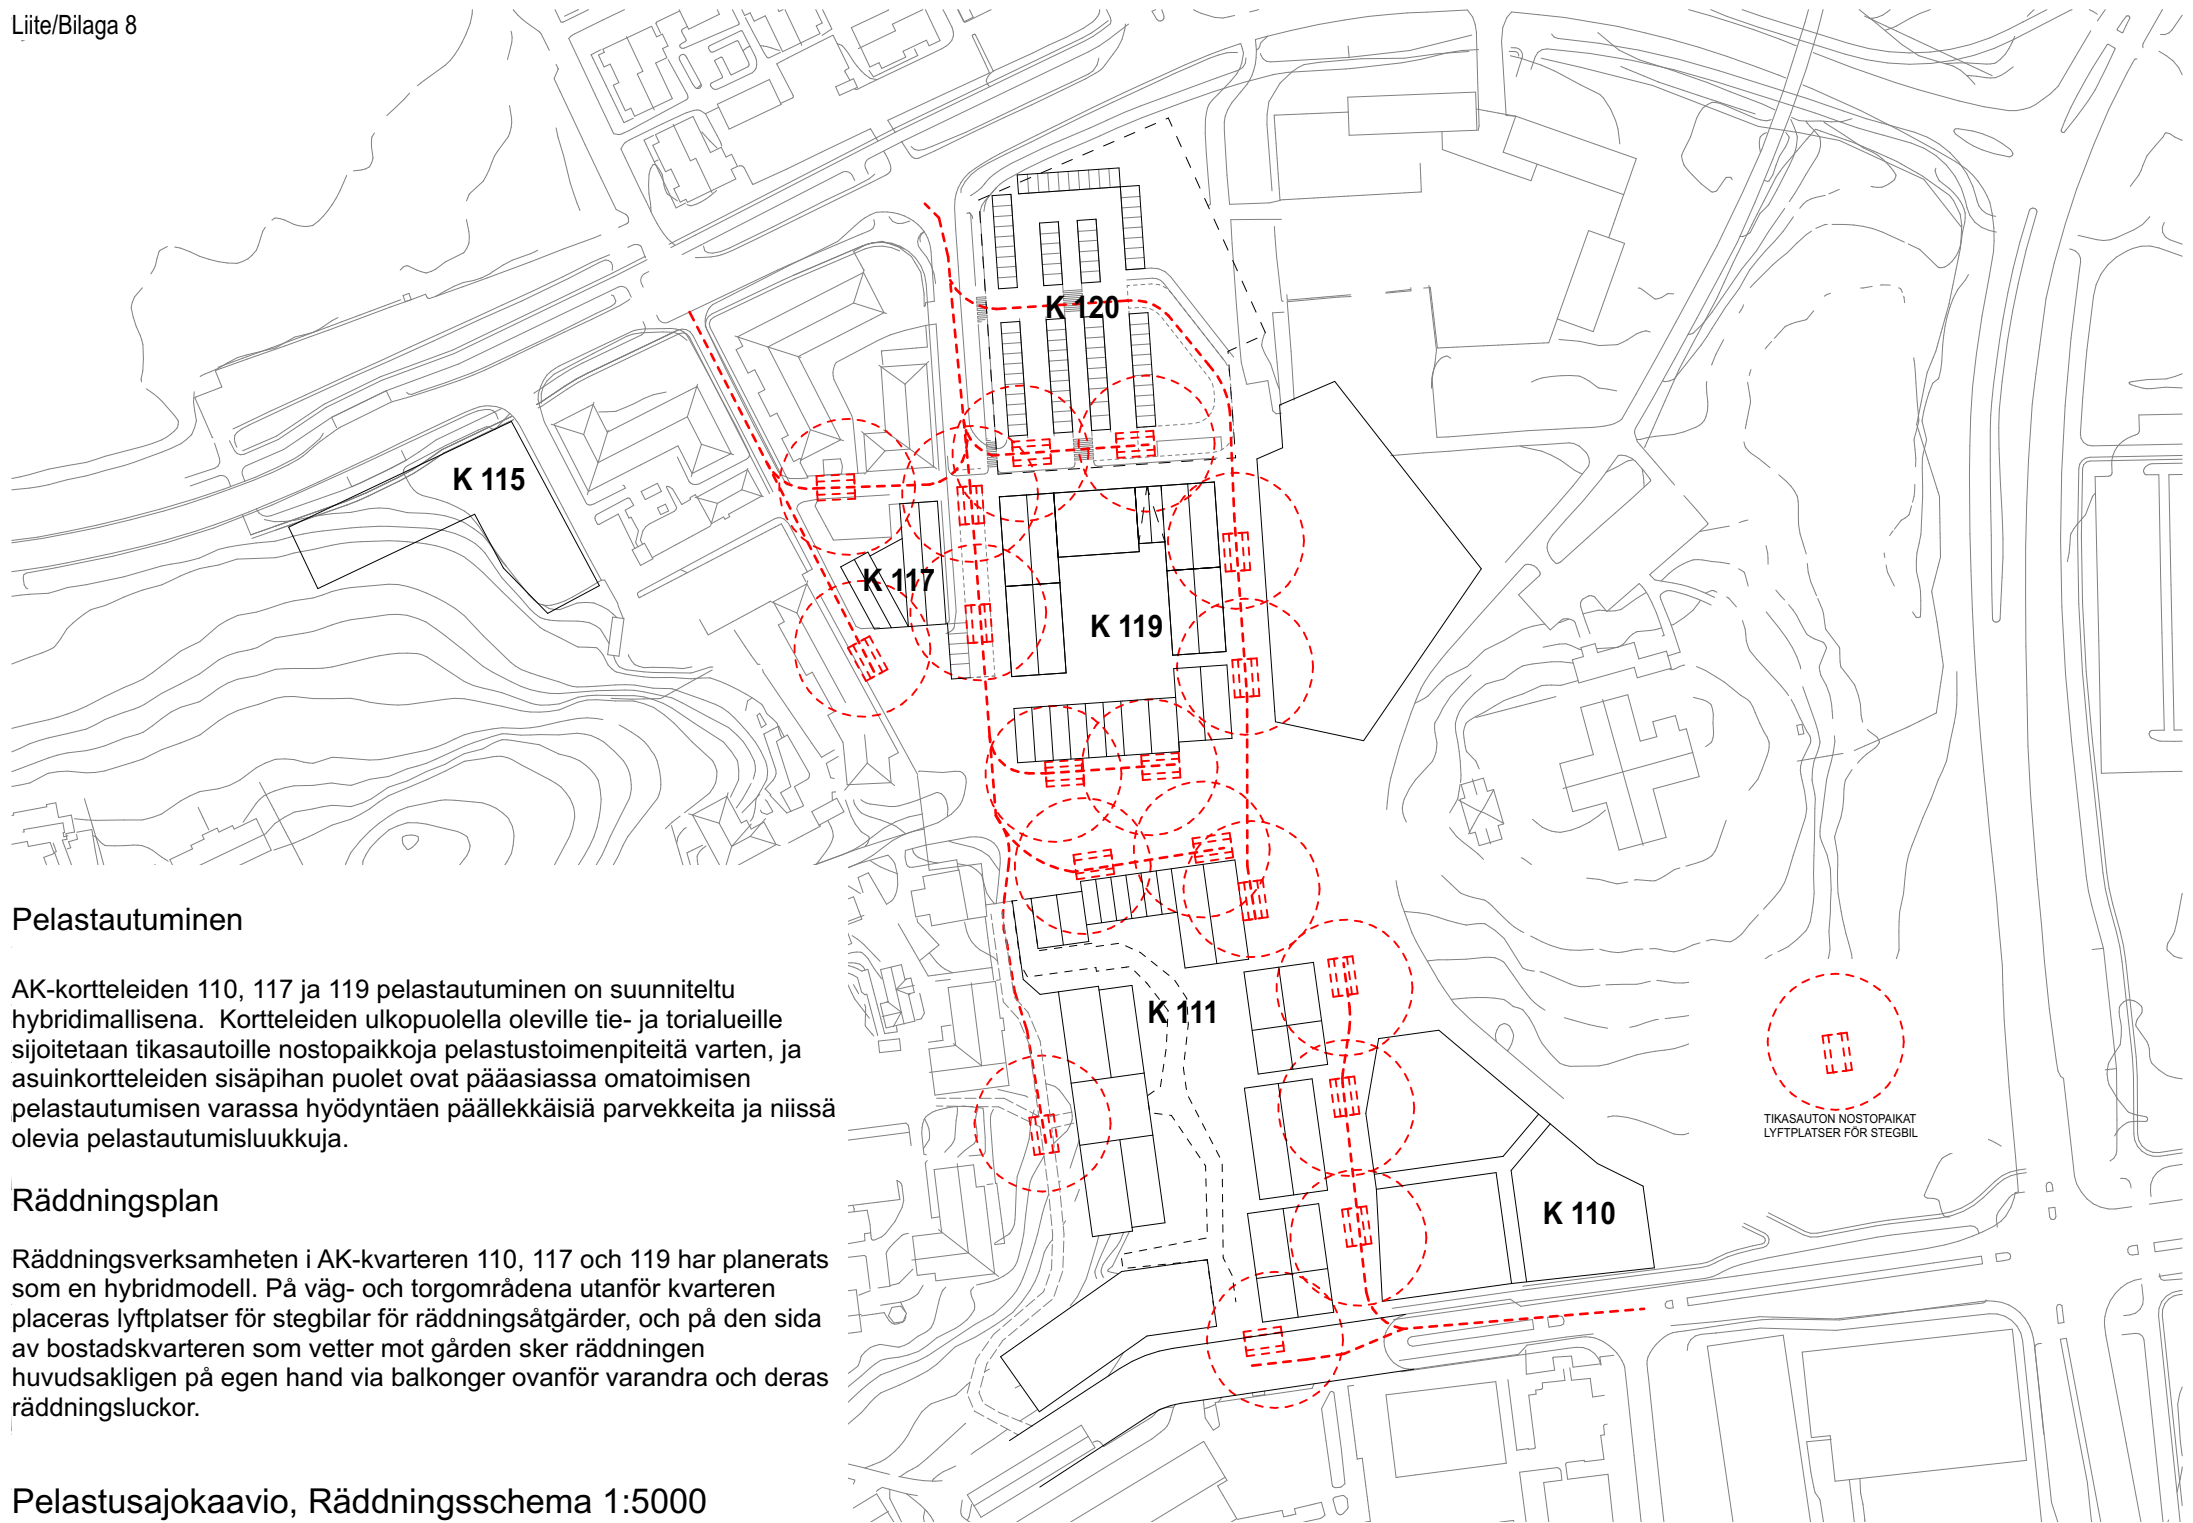 Liite/Bilaga 8
K 120
K 115
K 117
K 119
K 111
K 110
TIKASAUTON NOSTOPAIKAT
LYFTPLATSER FÖR STEGBIL
Pelastautuminen
AK-kortteleiden 110, 117 ja 119 pelastautuminen on suunniteltu
hybridimallisena. Kortteleiden ulkopuolella oleville tie- ja torialueille
sijoitetaan tikasautoille nostopaikkoja pelastustoimenpiteitä varten, ja
asuinkortteleiden sisäpihan puolet ovat pääasiassa omatoimisen
pelastautumisen varassa hyödyntäen päällekkäisiä parvekkeita ja niissä
olevia pelastautumisluukkuja.
Räddningsplan
Räddningsverksamheten i AK-kvarteren 110, 117 och 119 har planerats
som en hybridmodell. På väg- och torgområdena utanför kvarteren
placeras lyftplatser för stegbilar för räddningsåtgärder, och på den sida
av bostadskvarteren som vetter mot gården sker räddningen
huvudsakligen på egen hand via balkonger ovanför varandra och deras
räddningsluckor.
Pelastusajokaavio, Räddningsschema 1:5000